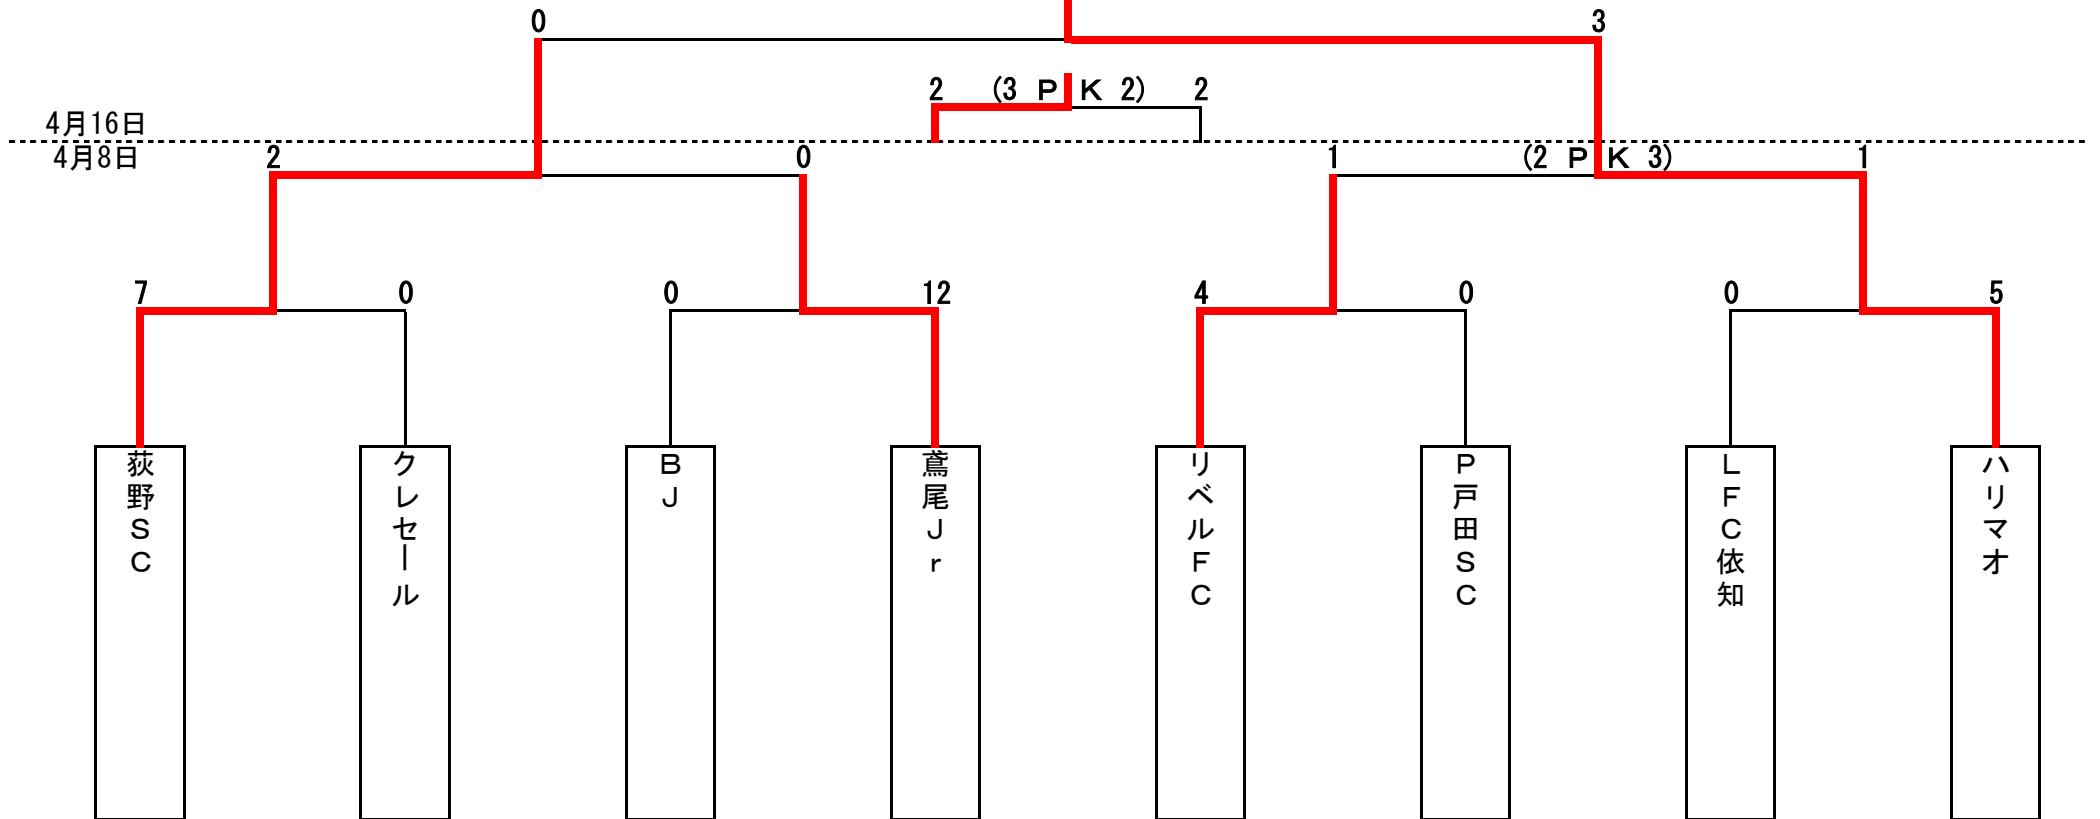 0 3
2 (3 PK 2) 2
4月16日
4月8日
2 0 1 (2 PK 3) 1
7 0 0 12 4 0 0 5
荻野SC
クレセール
BJ
鳶尾Jr
リベルFC
P戸田SC
LFC依知
ハリマオ